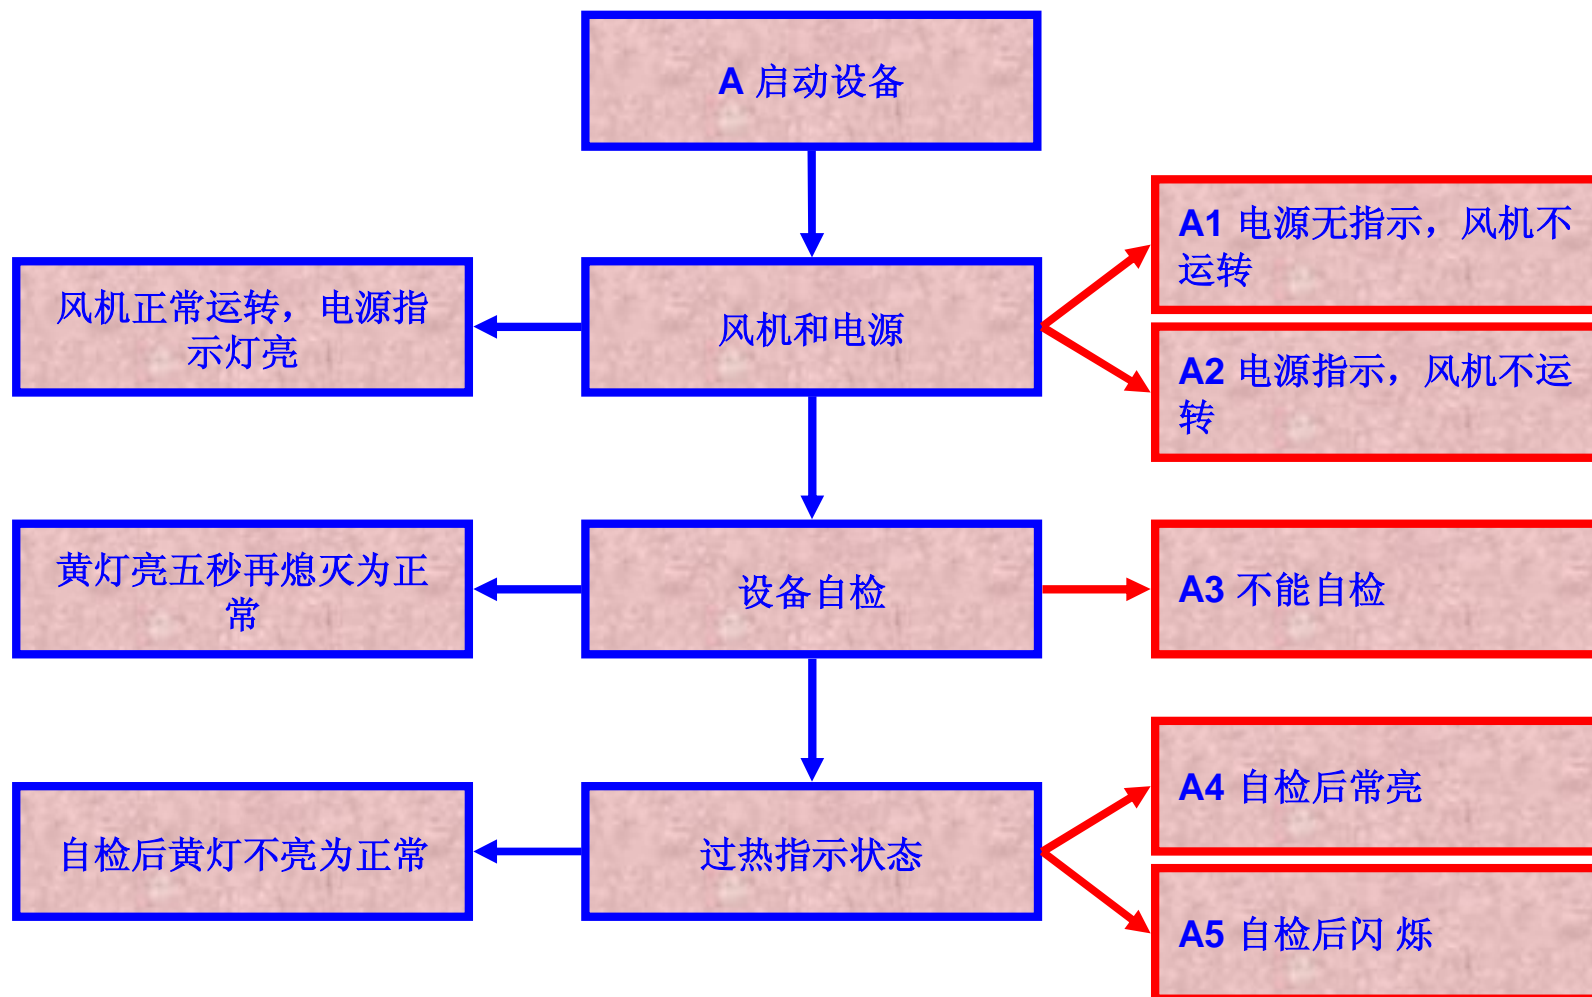 A 启动设备
A1 电源无指示，风机不
运转
风机正常运转，电源指
示灯亮
风机和电源
A2 电源指示，风机不运
转
黄灯亮五秒再熄灭为正
常
设备自检
A3 不能自检
A4 自检后常亮
自检后黄灯不亮为正常
过热指示状态
A5 自检后闪 烁